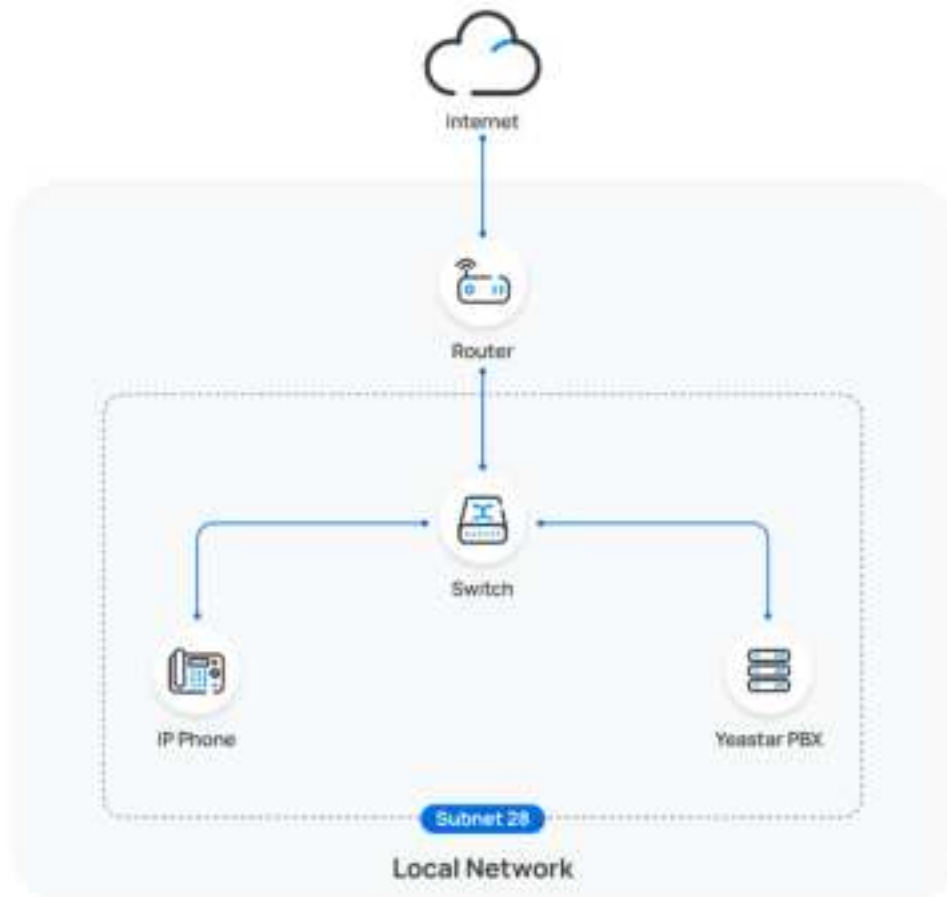 Internet
Router
Switch
IP Phone
Yeastar PBX
Subnet 28
Local Network